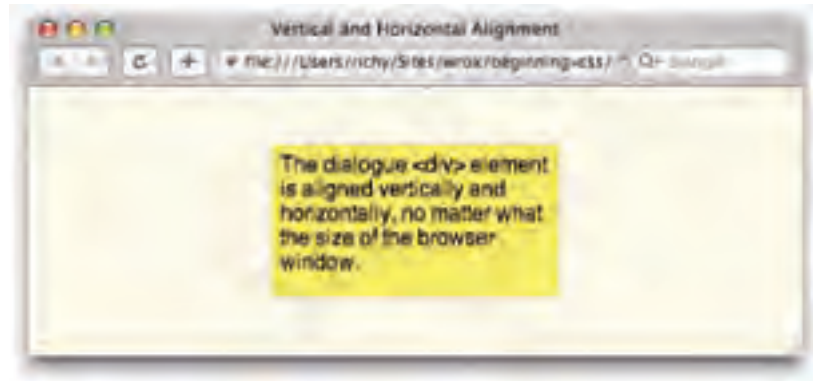 Vertical and Horizontal Alignment
file:///Users/richy/Sites/wrox/beginning-css/
The dialogue <div> element
is aligned vertically and
horizontally, no matter what
the size of the browser
window.